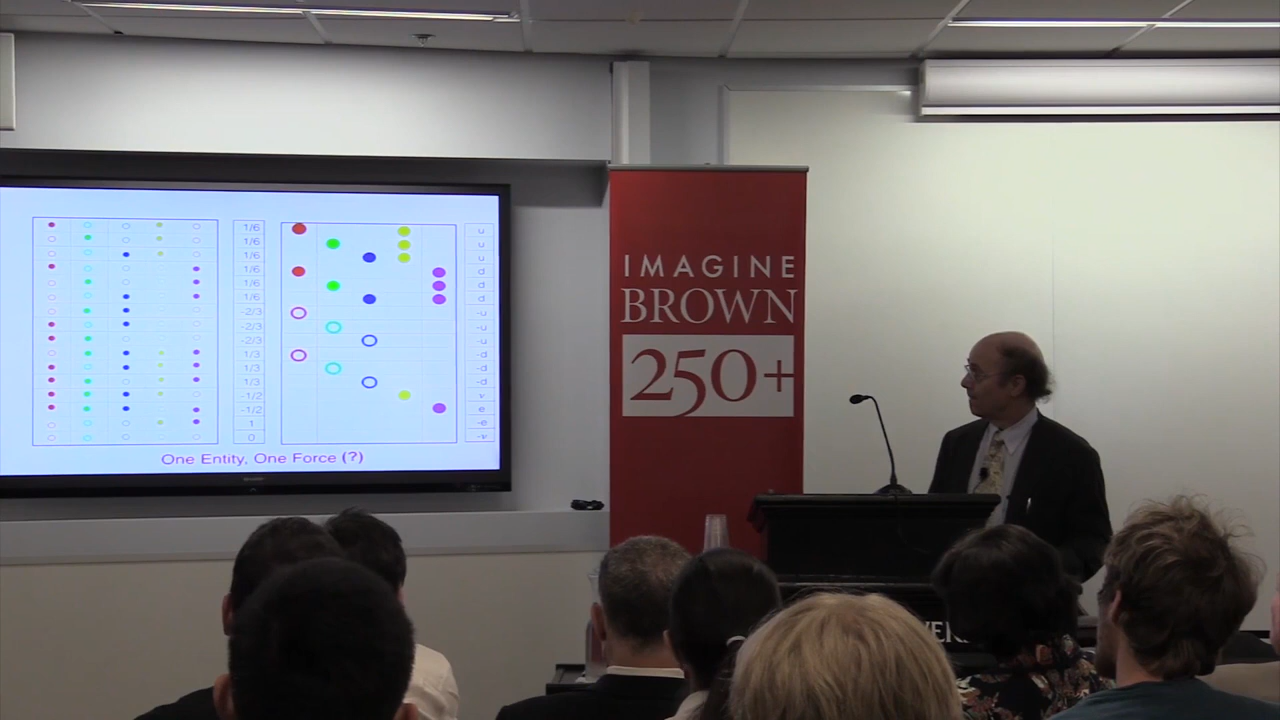 1/6 u
1/6 u
1/6 u
1/6 d
1/6 d
1/6 d
-2/3 -u
-2/3 -u
-2/3 -u
1/3 -d
1/3 -d
1/3 -d
-1/2 ν
-1/2 e
1 -e
0 -ν
One Entity, One Force (?)
IMAGINE
BROWN
250+